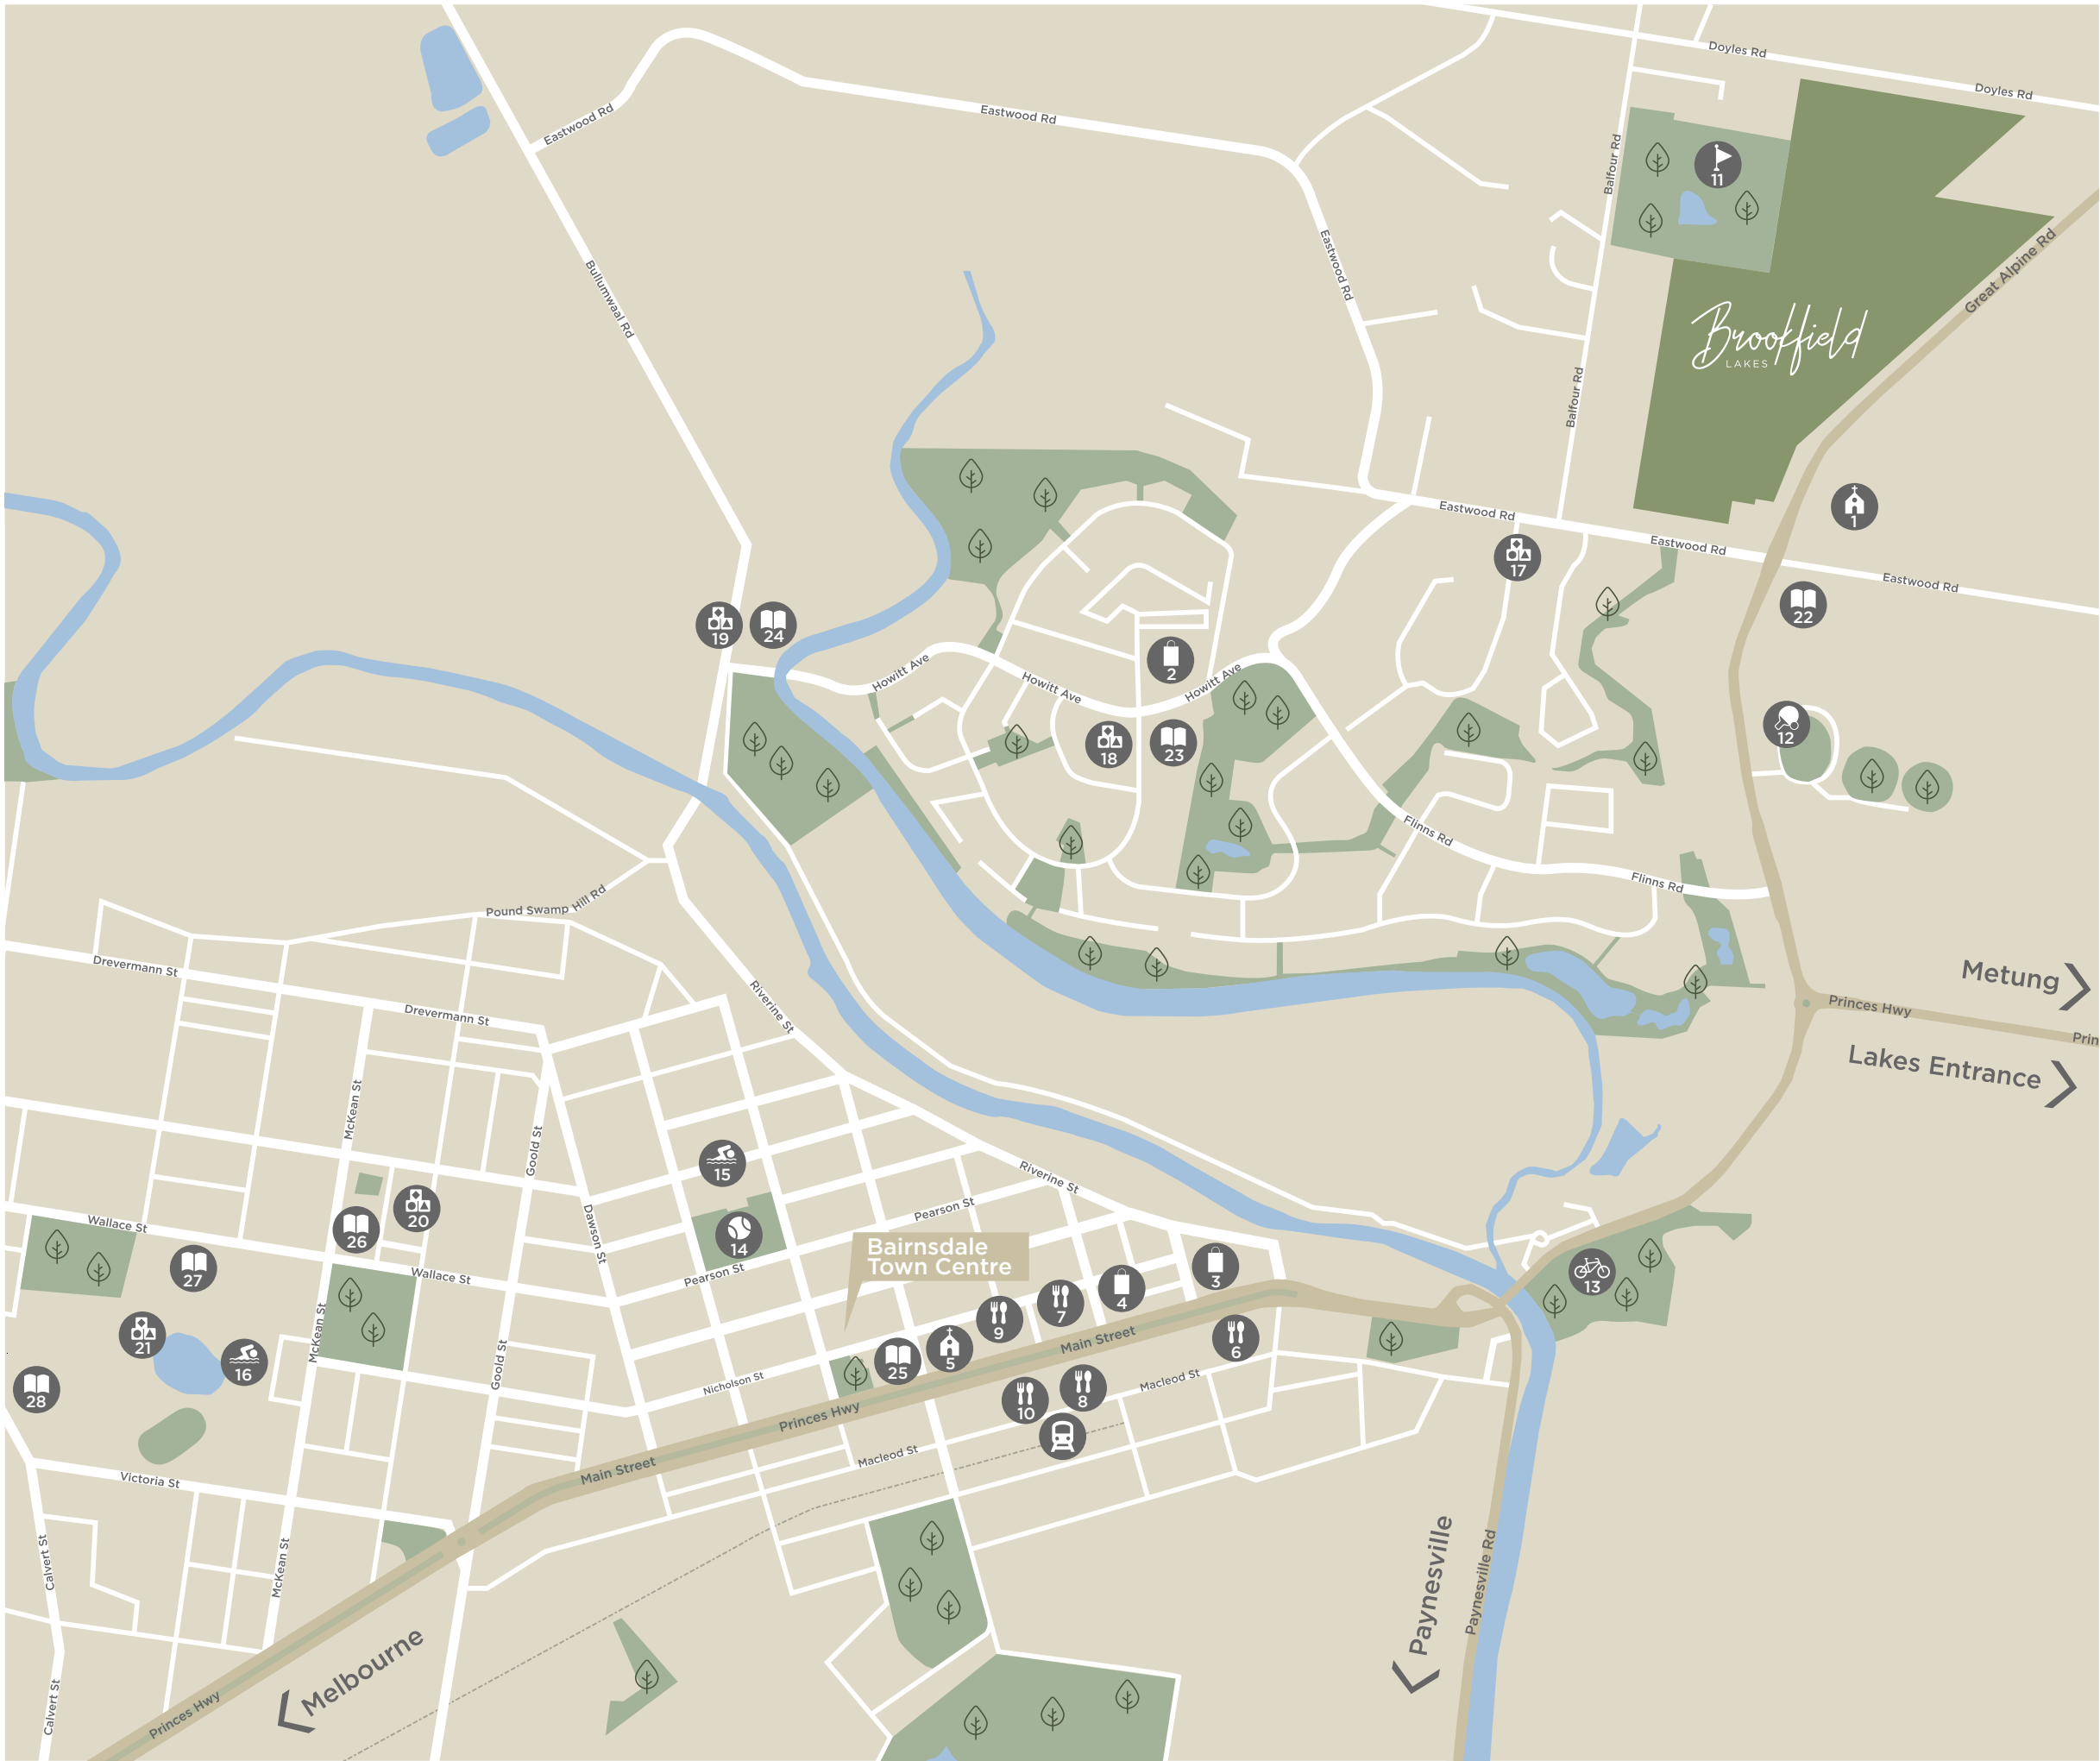 Doyles Rd
Doyles Rd
Eastwood Rd
Eastwood Rd
Balfour Rd
11
Eastwood Rd
Great Alpine Rd
Bullumwaal Rd
Brookfield
LAKES
Balfour Rd
Eastwood Rd
1
Eastwood Rd
17
Eastwood Rd
22
19
24
2
Howitt Ave
Howitt Ave
Howitt Ave
18
23
12
Flinns Rd
Flinns Rd
Pound Swamp Hill Rd
Drevermann St
Drevermann St
Riverine St
Metung
Princes Hwy
Prin
Lakes Entrance
McKean St
Goold St
15
Riverine St
20
26
Wallace St
Wallace St
27
Dawson St
14
Pearson St
Pearson St
Bairnsdale
Town Centre
3
4
7
9
13
21
16
28
McKean St
Goold St
25
5
6
Main Street
Nicholson St
Macleod St
8
10
Princes Hwy
Main Street
Macleod St
Victoria St
Calvert St
McKean St
Paynesville
Paynesville Rd
Melbourne
Calvert St
Princes Hwy